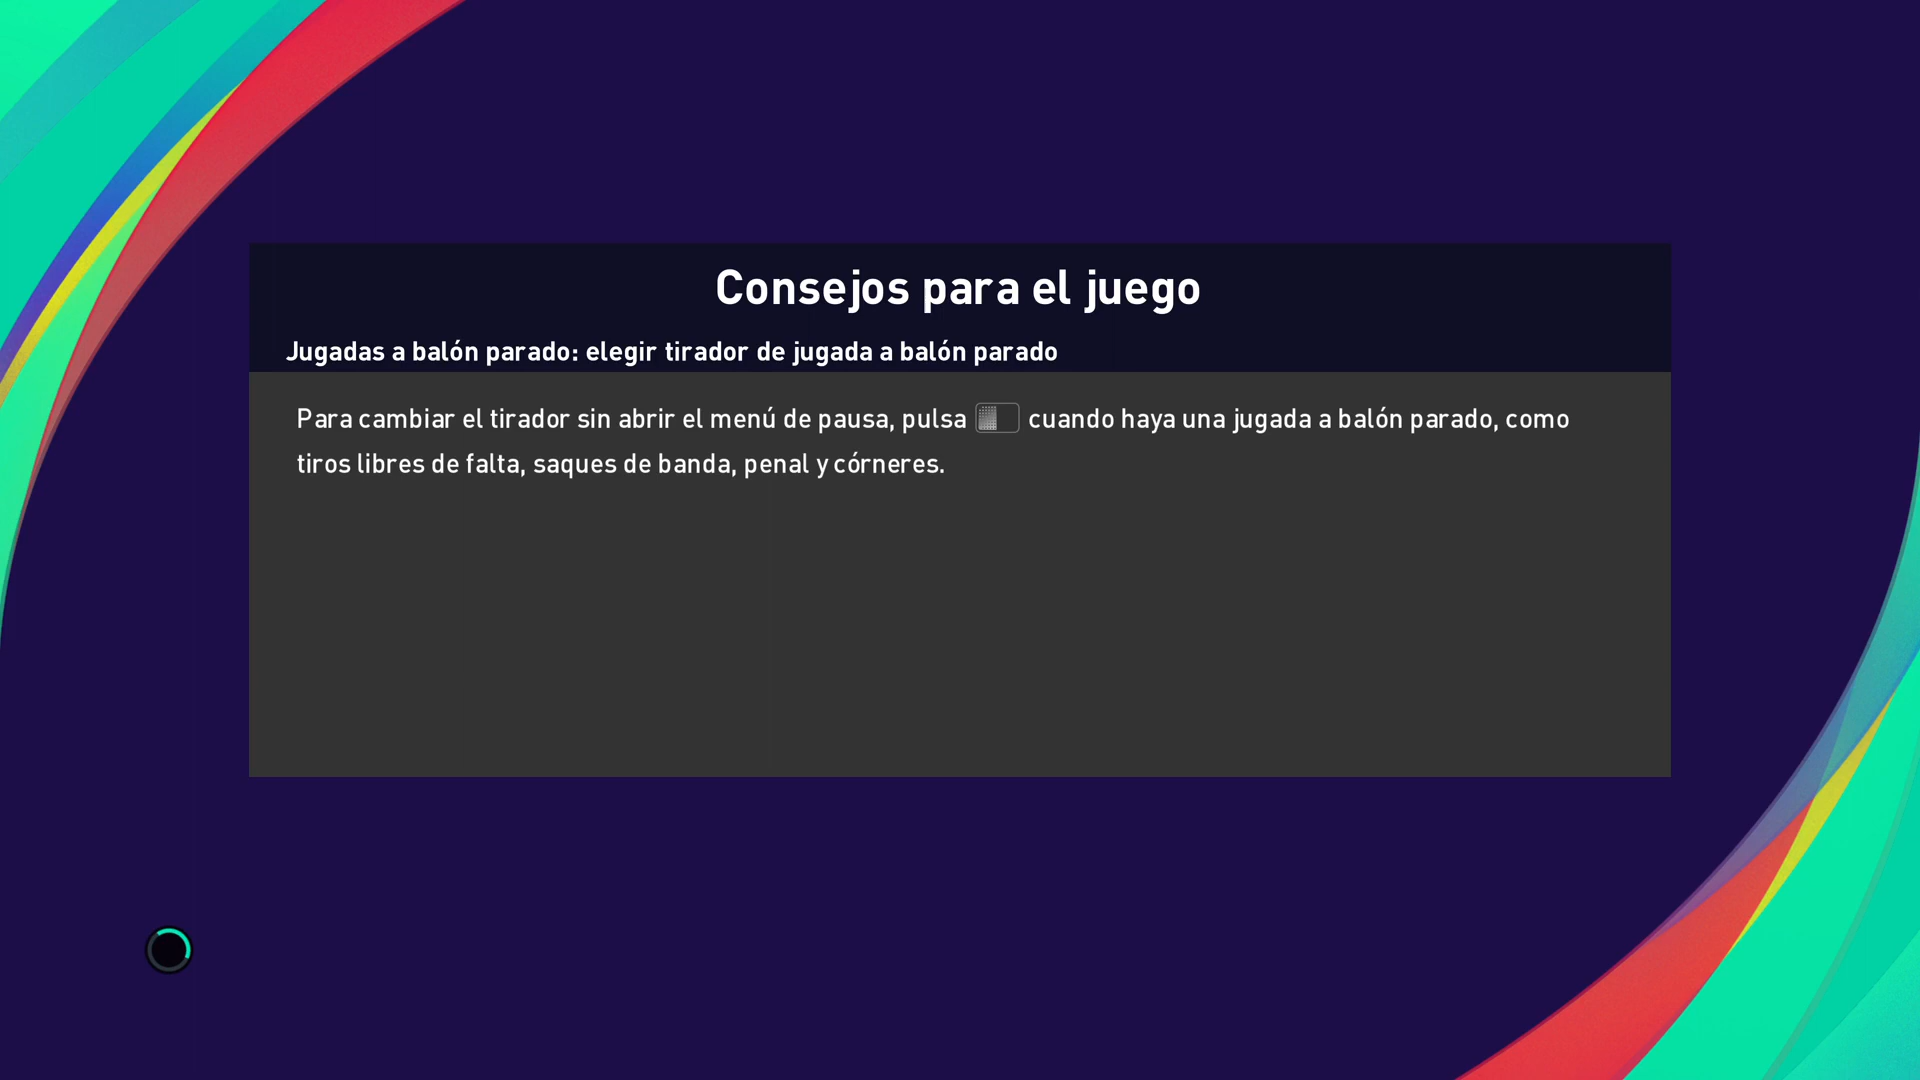 Consejos para el juego
Jugadas a balón parado: elegir tirador de jugada a balón parado
Para cambiar el tirador sin abrir el menú de pausa, pulsa cuando haya una jugada a balón parado, como
tiros libres de falta, saques de banda, penal y córneres.